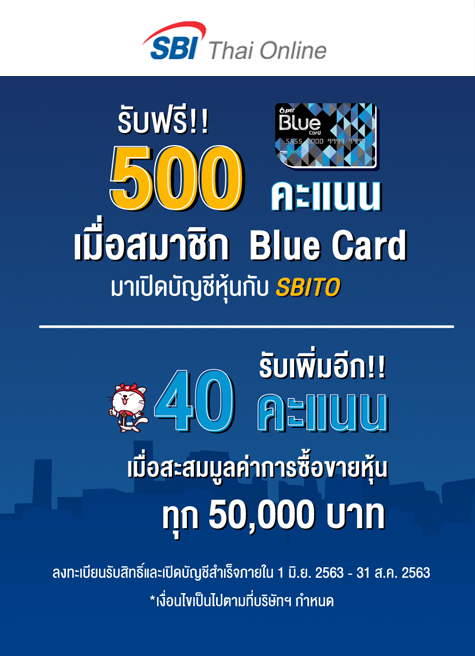 SBI Thai Online
รับฟรี!!
ptt
Blue
Card
500 คะแนน
เมื่อสมาชิก Blue Card
มาเปิดบัญชีหุ้นกับ SBITO
รับเพิ่มอีก!!
40 คะแนน
เมื่อสะสมมูลค่าการซื้อขายหุ้น
ทุก 50,000 บาท
ลงทะเบียนรับสิทธิ์และเปิดบัญชีสำเร็จภายใน 1 มิ.ย. 2563 - 31 ส.ค. 2563
*เงื่อนไขเป็นไปตามที่บริษัทฯ กำหนด